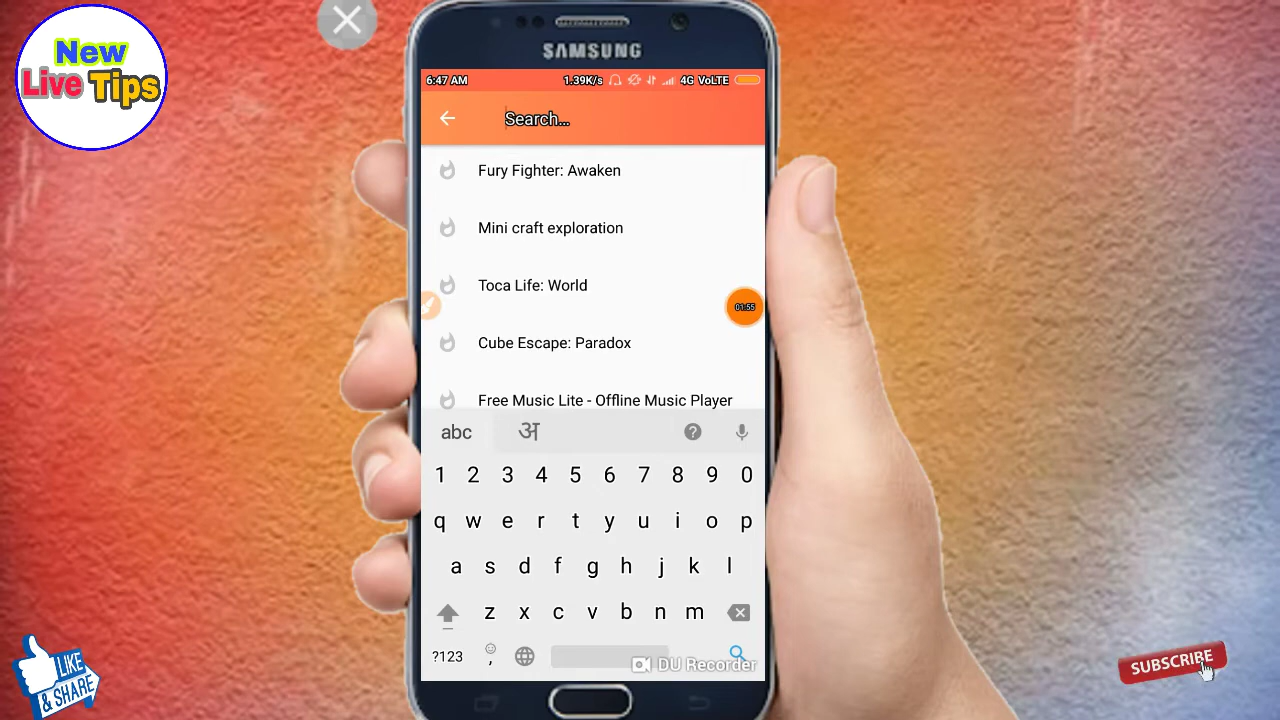 New
Live Tips
SAMSUNG
6:47 AM 1.39K/s 4G VoLTE
Search...
Fury Fighter: Awaken
Mini craft exploration
Toca Life: World
01:55
Cube Escape: Paradox
Free Music Lite - Offline Music Player
abc अ
1 2 3 4 5 6 7 8 9 0
q w e r t y u i o p
a s d f g h j k l
z x c v b n m
?123 ,
DU Recorder
LIKE
& SHARE
SUBSCRIBE